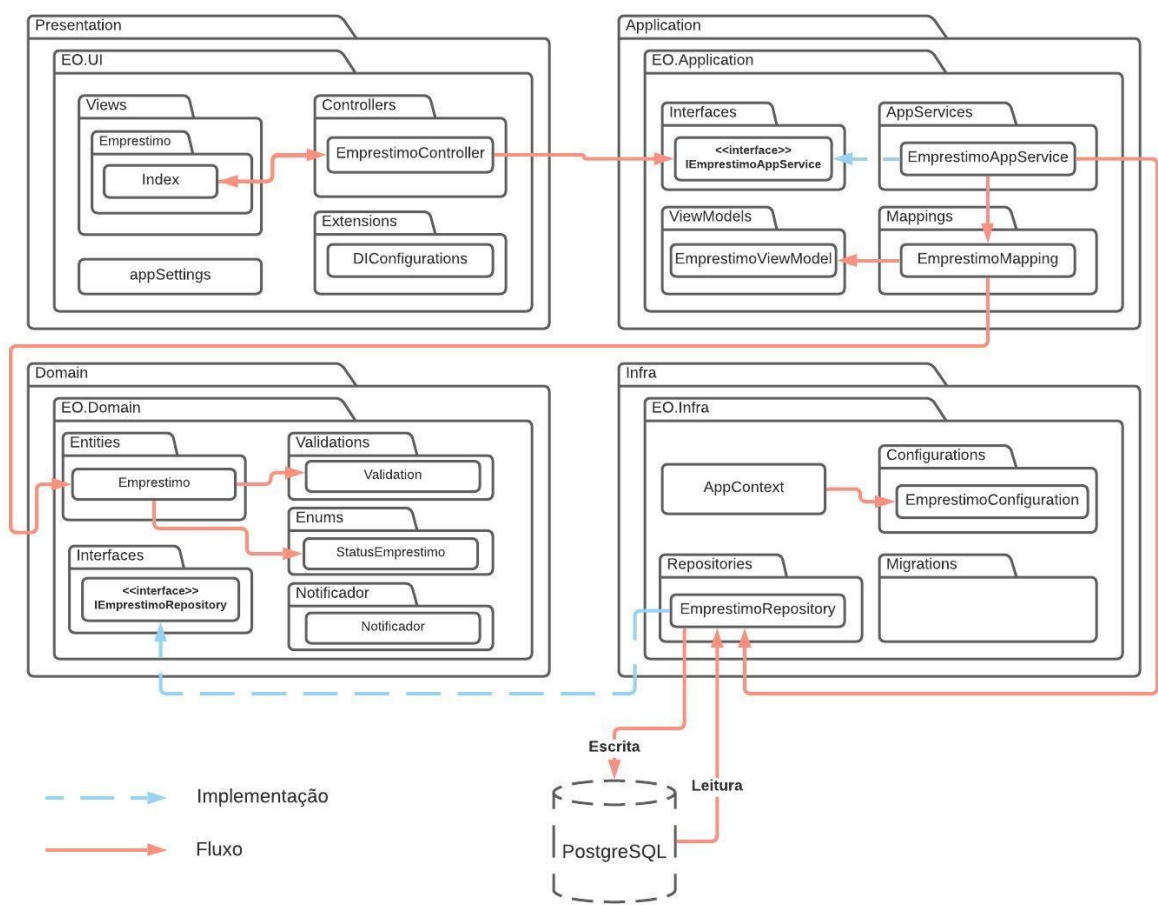 Presentation
EO.UI
Views
Emprestimo
Index
appSettings
Controllers
EmprestimoController
Extensions
DIConfigurations
Application
EO.Application
Interfaces
<<interface>>
IEmprestimoAppService
AppServices
EmprestimoAppService
ViewModels
EmprestimoViewModel
Mappings
EmprestimoMapping
Domain
EO.Domain
Entities
Emprestimo
Validations
Validation
Enums
StatusEmprestimo
Interfaces
<<interface>>
IEmprestimoRepository
Notificador
Notificador
Infra
EO.Infra
AppContext
Configurations
EmprestimoConfiguration
Repositories
EmprestimoRepository
Migrations
Escrita
Leitura
PostgreSQL
Implementação
Fluxo